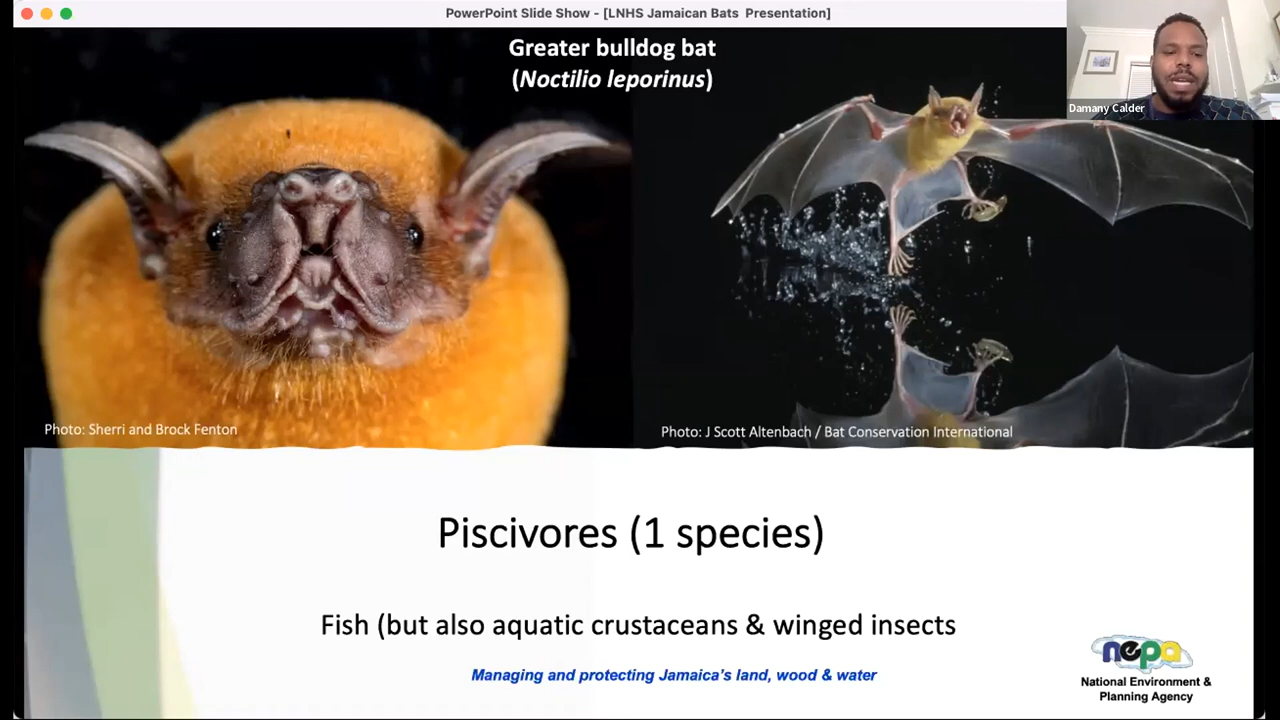 PowerPoint Slide Show - [LNHS Jamaican Bats  Presentation]
Greater bulldog bat
(Noctilio leporinus)
Damany Calder
Photo: Sherri and Brock Fenton
Photo: J Scott Altenbach / Bat Conservation International
Piscivores (1 species)
Fish (but also aquatic crustaceans & winged insects
Managing and protecting Jamaica's land, wood & water
nepa
National Environment &
Planning Agency